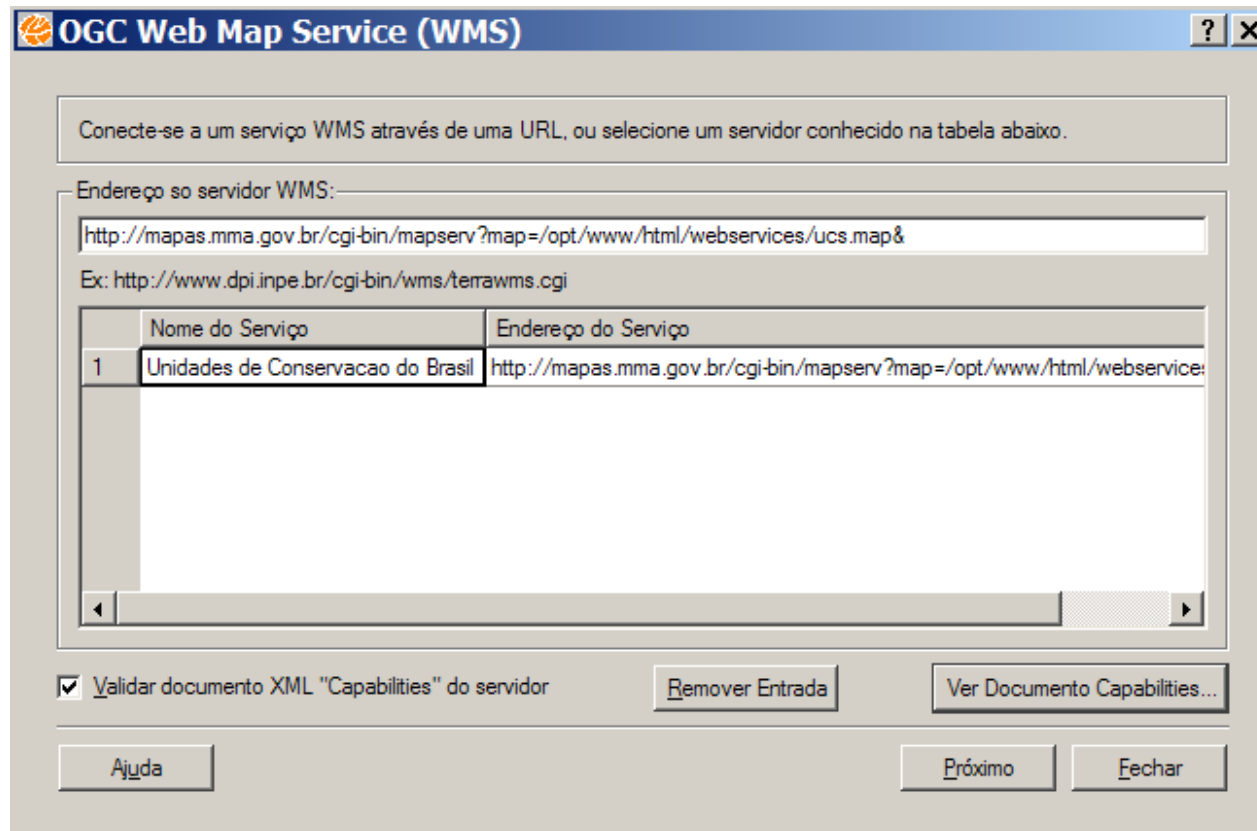 OGC Web Map Service (WMS)
Conecte-se a um serviço WMS através de uma URL, ou selecione um servidor conhecido na tabela abaixo.
Endereço so servidor WMS:
http://mapas.mma.gov.br/cgi-bin/mapserv?map=/opt/www/html/webservices/ucs.map&
Ex: http://www.dpi.inpe.br/cgi-bin/wms/terrawms.cgi
Nome do Serviço Endereço do Serviço
1 Unidades de Conservacao do Brasil http://mapas.mma.gov.br/cgi-bin/mapserv?map=/opt/www/html/webservices
Validar documento XML "Capabilities" do servidor Remover Entrada Ver Documento Capabilities...
Ajuda Próximo Fechar